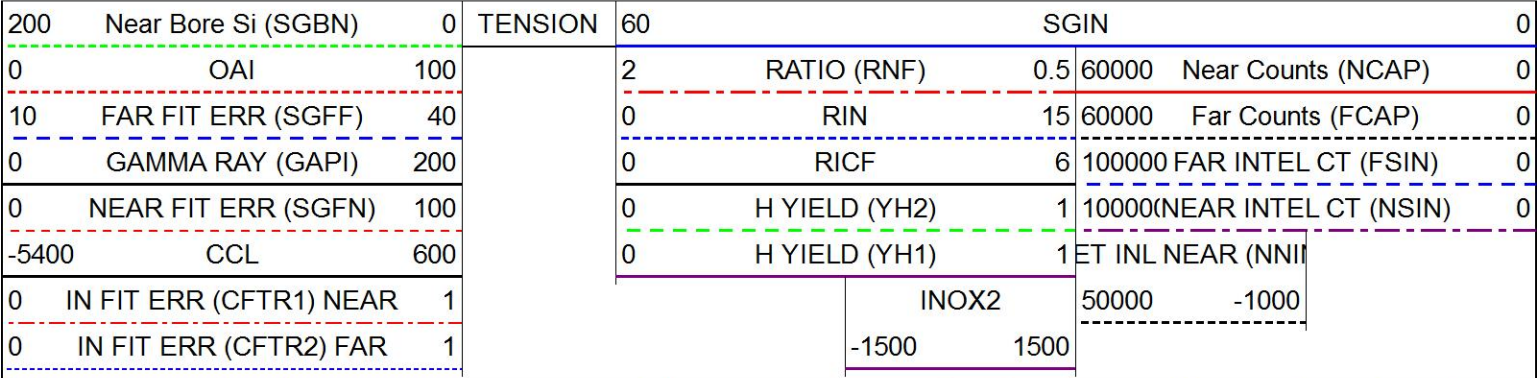 200 Near Bore Si (SGBN) 0 TENSION 60 SGIN 0
0 OAI 100 2 RATIO (RNF) 0.5 60000 Near Counts (NCAP) 0
10 FAR FIT ERR (SGFF) 40 0 RIN 15 60000 Far Counts (FCAP) 0
0 GAMMA RAY (GAPI) 200 0 RICF 6 100000 FAR INTEL CT (FSIN) 0
0 NEAR FIT ERR (SGFN) 100 0 H YIELD (YH2) 1 10000(NEAR INTEL CT (NSIN) 0
-5400 CCL 600 0 H YIELD (YH1) 1 ET INL NEAR (NNI
0 IN FIT ERR (CFTR1) NEAR 1 INOX2 50000 -1000
0 IN FIT ERR (CFTR2) FAR 1 -1500 1500